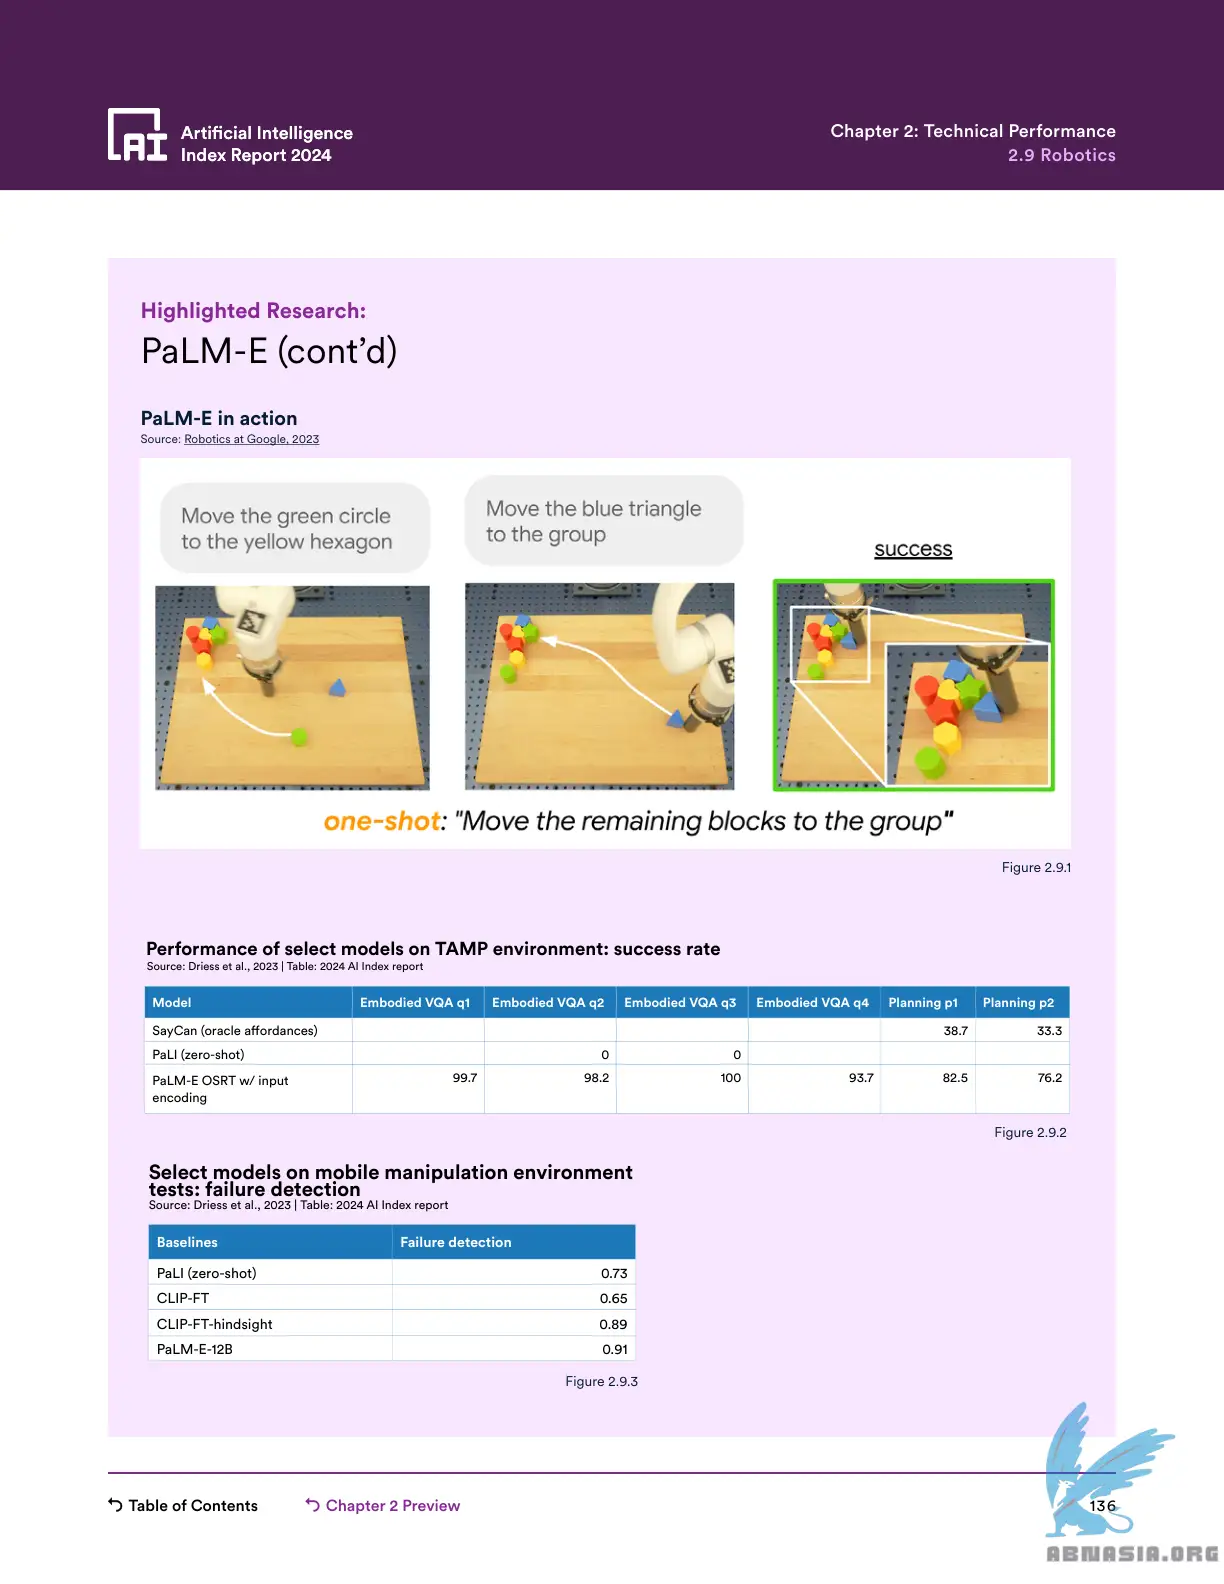 Artificial Intelligence
Index Report 2024
Chapter 2: Technical Performance
2.9 Robotics
Highlighted Research:
PaLM-E (cont’d)
PaLM-E in action
Source: Robotics at Google, 2023
Move the green circle
to the yellow hexagon
Move the blue triangle
to the group
success
one-shot: "Move the remaining blocks to the group"
Figure 2.9.1
Performance of select models on TAMP environment: success rate
Source: Driess et al., 2023 | Table: 2024 AI Index report
Model Embodied VQA q1 Embodied VQA q2 Embodied VQA q3 Embodied VQA q4 Planning p1 Planning p2
SayCan (oracle affordances) 38.7 33.3
PaLI (zero-shot) 0 0
PaLM-E OSRT w/ input 99.7 98.2 100 93.7 82.5 76.2
encoding
Figure 2.9.2
Select models on mobile manipulation environment
tests: failure detection
Source: Driess et al., 2023 | Table: 2024 AI Index report
Baselines Failure detection
PaLI (zero-shot) 0.73
CLIP-FT 0.65
CLIP-FT-hindsight 0.89
PaLM-E-12B 0.91
Figure 2.9.3
Table of Contents Chapter 2 Preview 136
ABNASIA.ORG